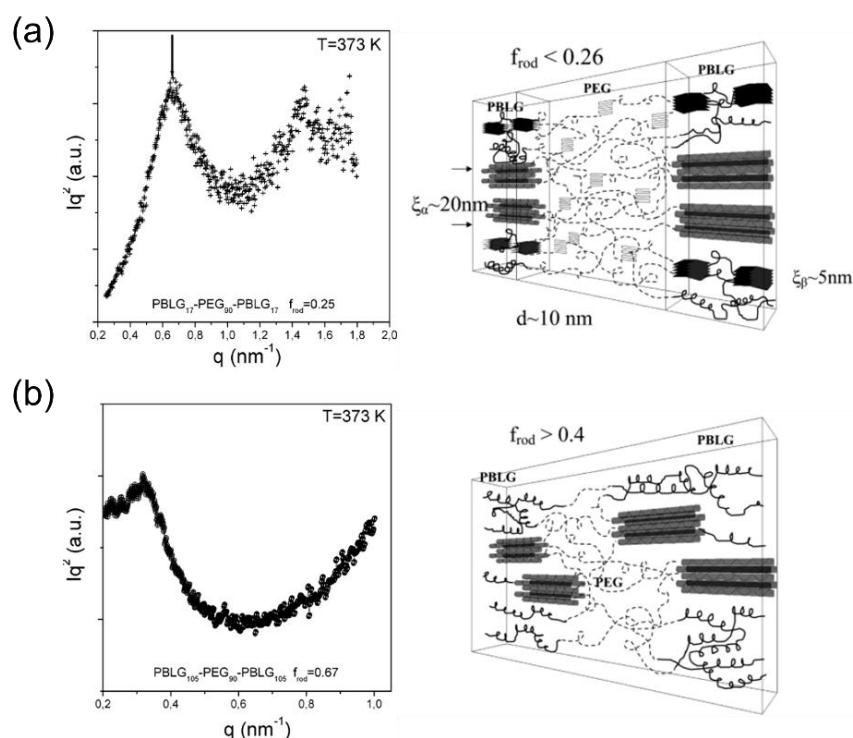 (a)
T=373 K
Iq² (a.u.)
PBLG₁₇-PEG₉₀-PBLG₁₇ f_rod=0.25
0,2 0,4 0,6 0,8 1,0 1,2 1,4 1,6 1,8 2,0
q (nm⁻¹)
f_rod < 0.26
PBLG
PEG
PBLG
ξα~20nm
ξβ~5nm
d~10 nm
(b)
T=373 K
Iq² (a.u.)
PBLG₁₀₅-PEG₉₀-PBLG₁₀₅ f_rod=0.67
0,2 0,4 0,6 0,8 1,0
q (nm⁻¹)
f_rod > 0.4
PBLG
PBLG
PEG